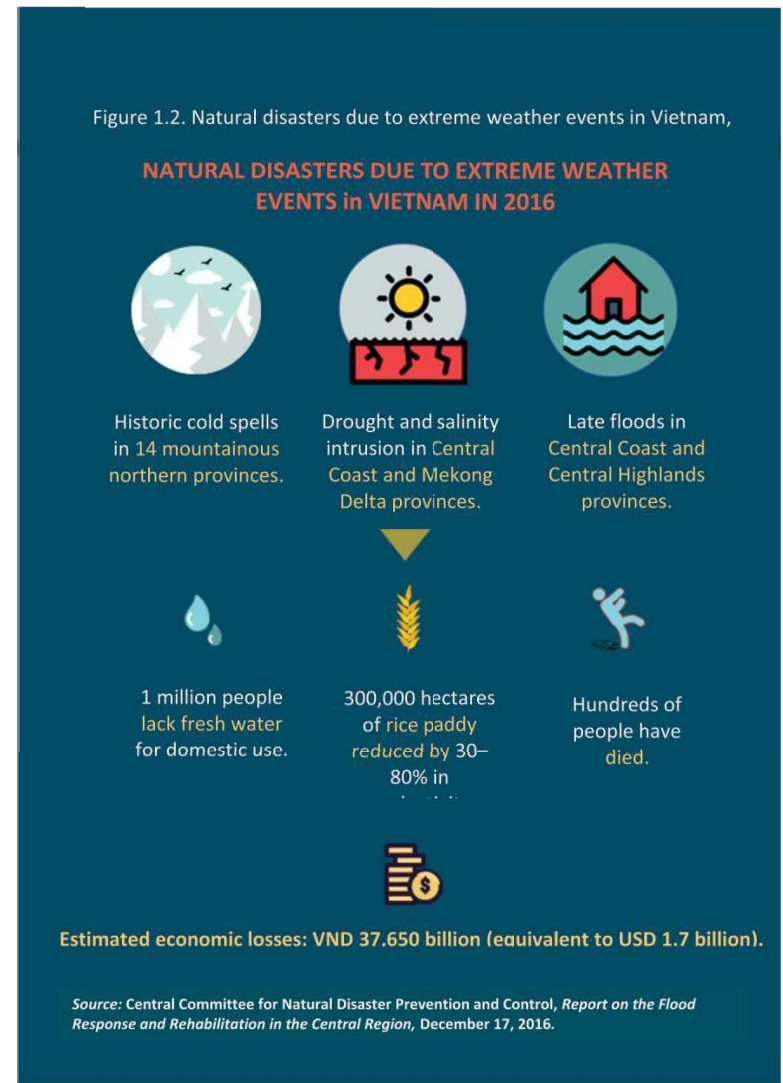 Figure 1.2. Natural disasters due to extreme weather events in Vietnam,
NATURAL DISASTERS DUE TO EXTREME WEATHER
EVENTS in VIETNAM IN 2016
Historic cold spells
in 14 mountainous
northern provinces.
Drought and salinity
intrusion in Central
Coast and Mekong
Delta provinces.
Late floods in
Central Coast and
Central Highlands
provinces.
1 million people
lack fresh water
for domestic use.
300,000 hectares
of rice paddy
reduced by 30–
80% in
Hundreds of
people have
died.
$
Estimated economic losses: VND 37.650 billion (equivalent to USD 1.7 billion).
Source: Central Committee for Natural Disaster Prevention and Control, Report on the Flood
Response and Rehabilitation in the Central Region, December 17, 2016.